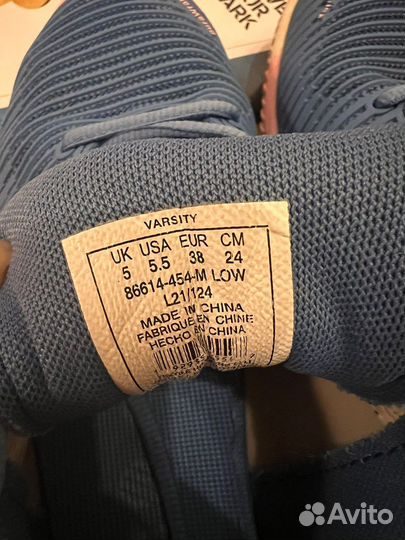 ARK
VARSITY
UK USA EUR CM
5 5.5 38 24
86614-454-M LOW
L21/124
MADE IN CHINA
FABRIQUE EN CHINE
HECHO EN CHINA
Avito